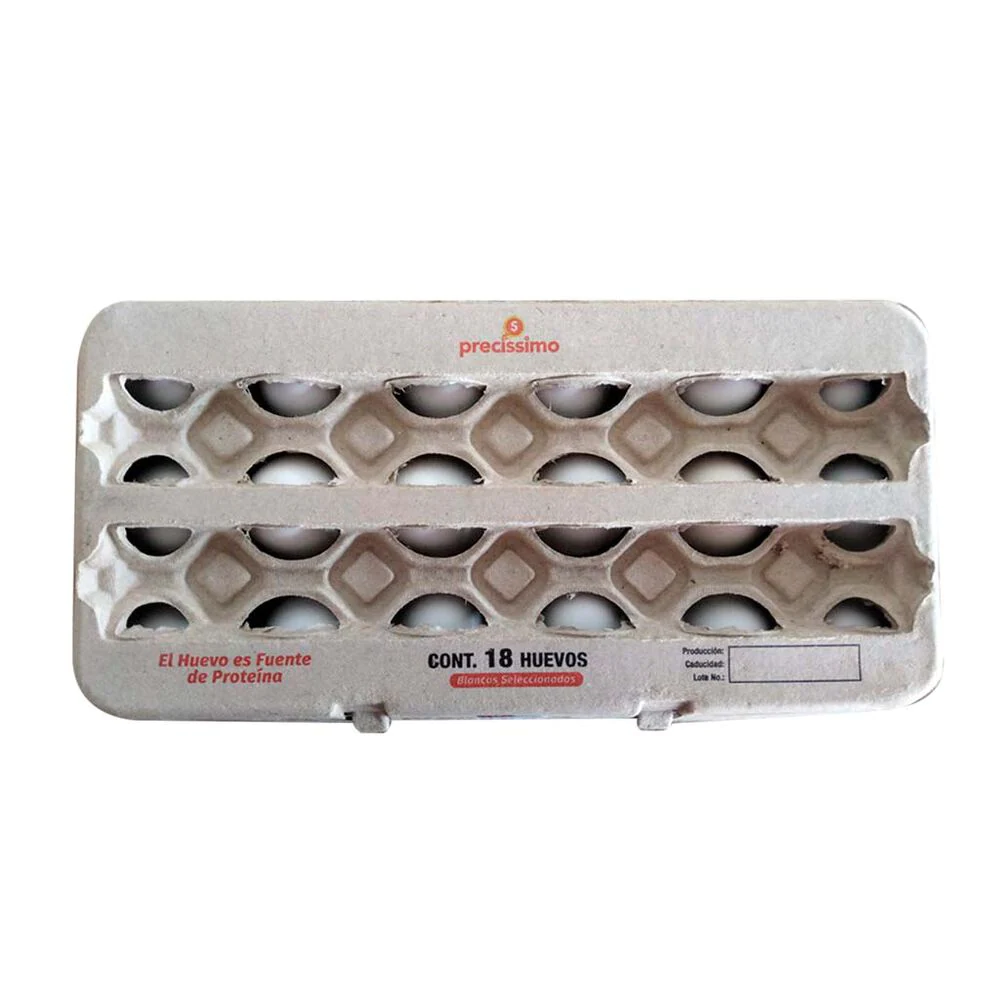 S
precissimo
El Huevo es Fuente
de Proteína
CONT. 18 HUEVOS
Blancos Seleccionados
Producción:
Caducidad:
Lote No.: